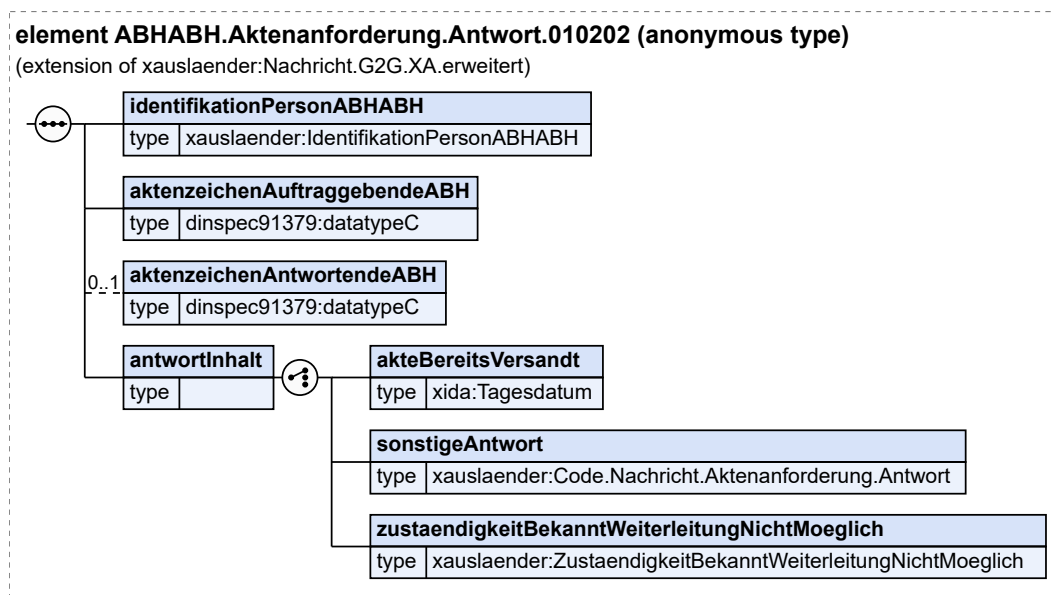 element ABHABH.Aktenanforderung.Antwort.010202 (anonymous type)
(extension of xauslaender:Nachricht.G2G.XA.erweitert)
identifikationPersonABHABH
type xauslaender:IdentifikationPersonABHABH
aktenzeichenAuftraggebendeABH
type dinspec91379:datatypeC
0..1 aktenzeichenAntwortendeABH
type dinspec91379:datatypeC
antwortInhalt
type
akteBereitsVersandt
type xida:Tagesdatum
sonstigeAntwort
type xauslaender:Code.Nachricht.Aktenanforderung.Antwort
zustaendigkeitBekanntWeiterleitungNichtMoeglich
type xauslaender:ZustaendigkeitBekanntWeiterleitungNichtMoeglich